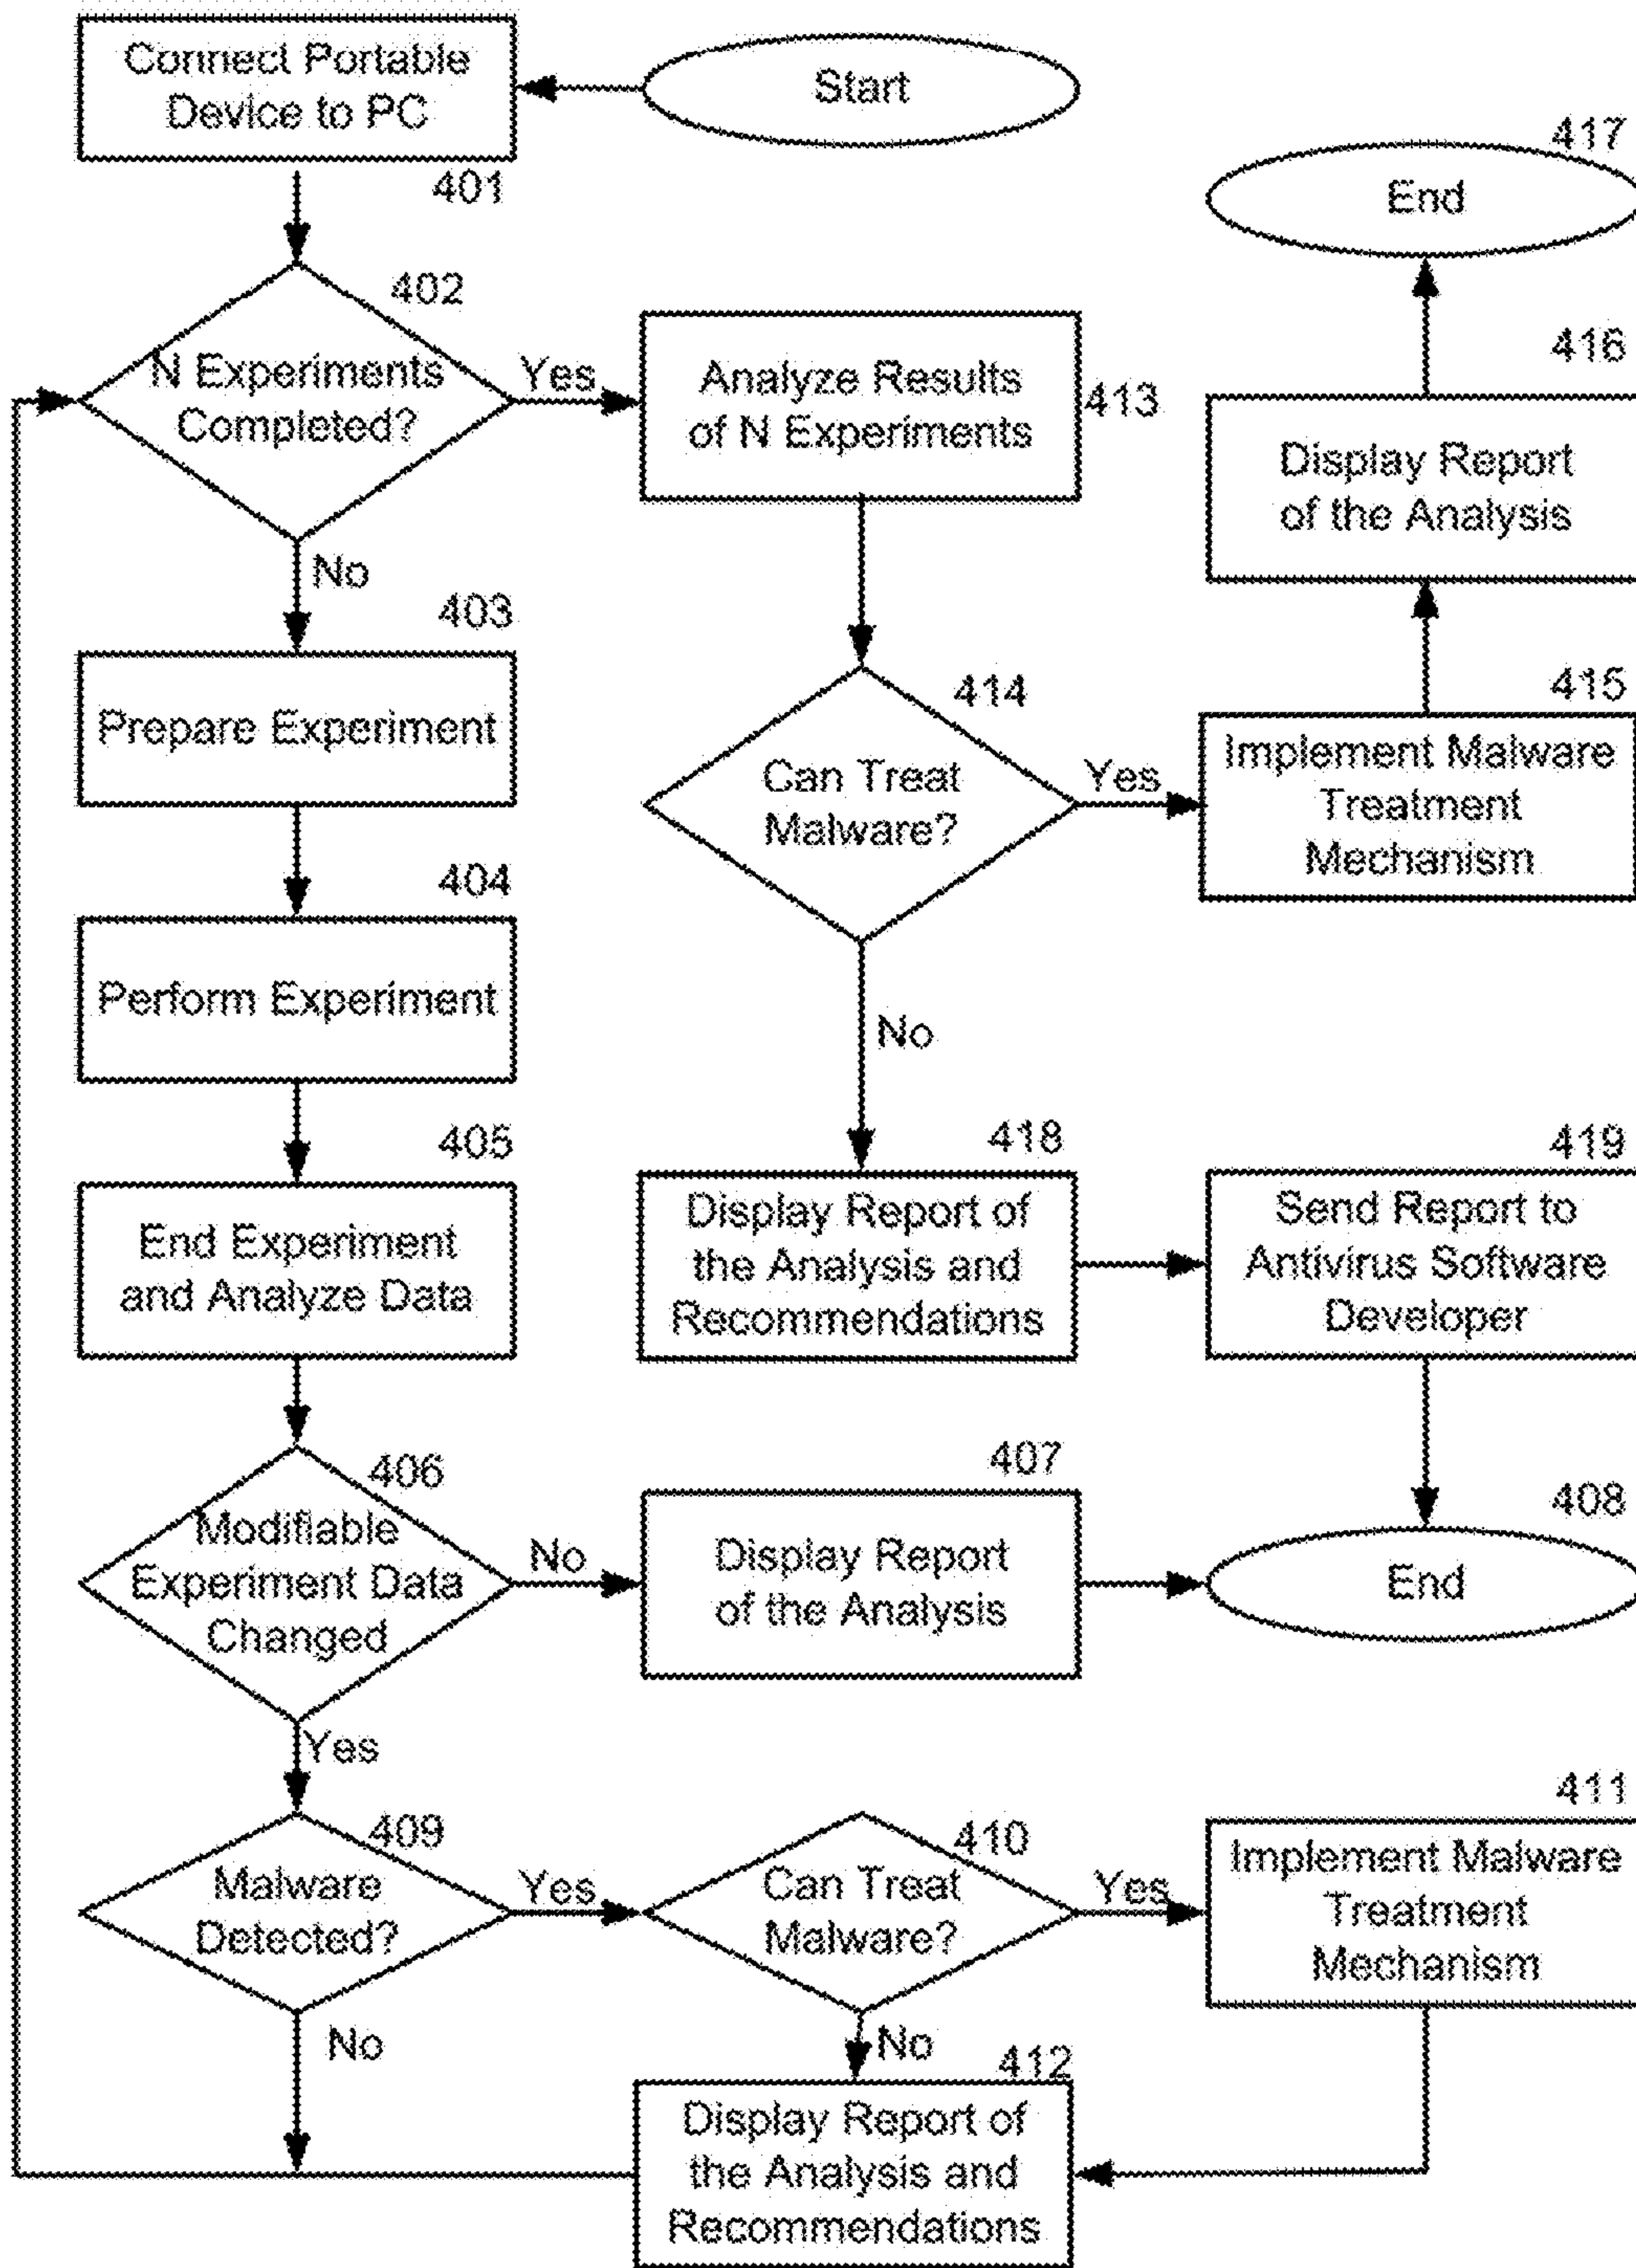 Connect Portable
Device to PC
401
Start
417
End
402
N Experiments
Completed?
Yes
Analyze Results
of N Experiments
413
416
Display Report
of the Analysis
No
403
Prepare Experiment
414
Can Treat
Malware?
Yes
415
Implement Malware
Treatment
Mechanism
404
Perform Experiment
No
405
End Experiment
and Analyze Data
418
Display Report of
the Analysis and
Recommendations
419
Send Report to
Antivirus Software
Developer
406
Modifiable
Experiment Data
Changed
No
407
Display Report
of the Analysis
408
End
Yes
409
Malware
Detected?
Yes
410
Can Treat
Malware?
Yes
411
Implement Malware
Treatment
Mechanism
No
No
412
Display Report of
the Analysis and
Recommendations